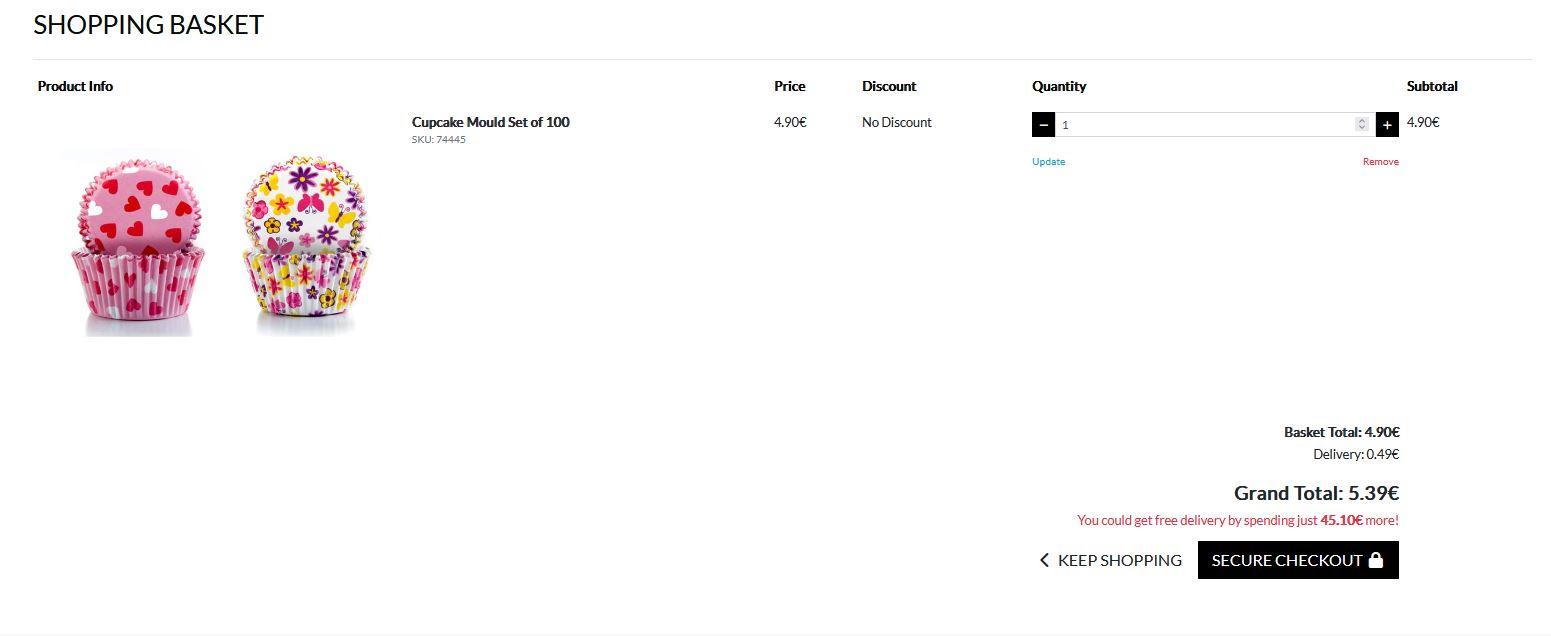 SHOPPING BASKET
Product Info Price Discount Quantity Subtotal
Cupcake Mould Set of 100 4.90€ No Discount − 1 + 4.90€
SKU: 74445
Update Remove
Basket Total: 4.90€
Delivery: 0.49€
Grand Total: 5.39€
You could get free delivery by spending just 45.10€ more!
KEEP SHOPPING SECURE CHECKOUT